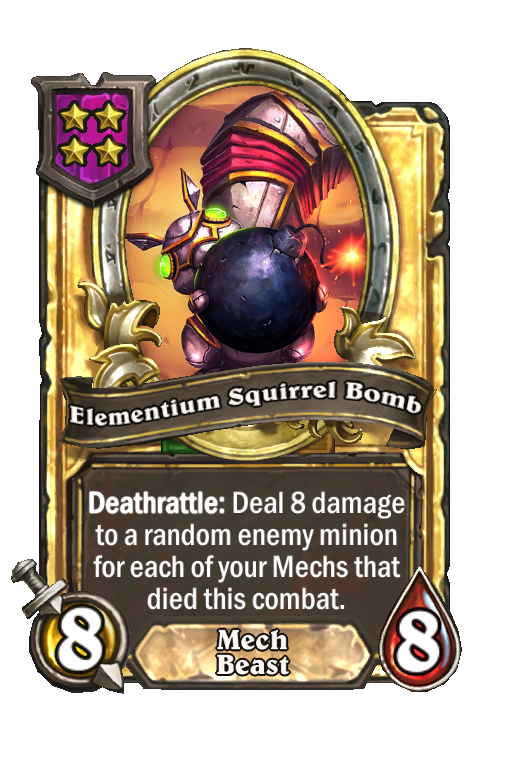 Elementium Squirrel Bomb
Deathrattle: Deal 8 damage
to a random enemy minion
for each of your Mechs that
died this combat.
8
Mech
Beast
8